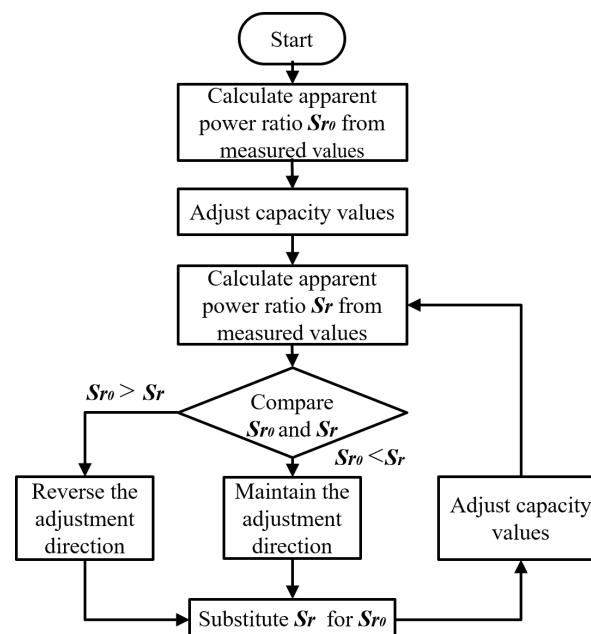 Start
Calculate apparent
power ratio Sr0 from
measured values
Adjust capacity values
Calculate apparent
power ratio Sr from
measured values
Sr0 > Sr
Compare
Sr0 and Sr
Sr0 <Sr
Reverse the
adjustment
direction
Maintain the
adjustment
direction
Adjust capacity
values
Substitute Sr for Sr0